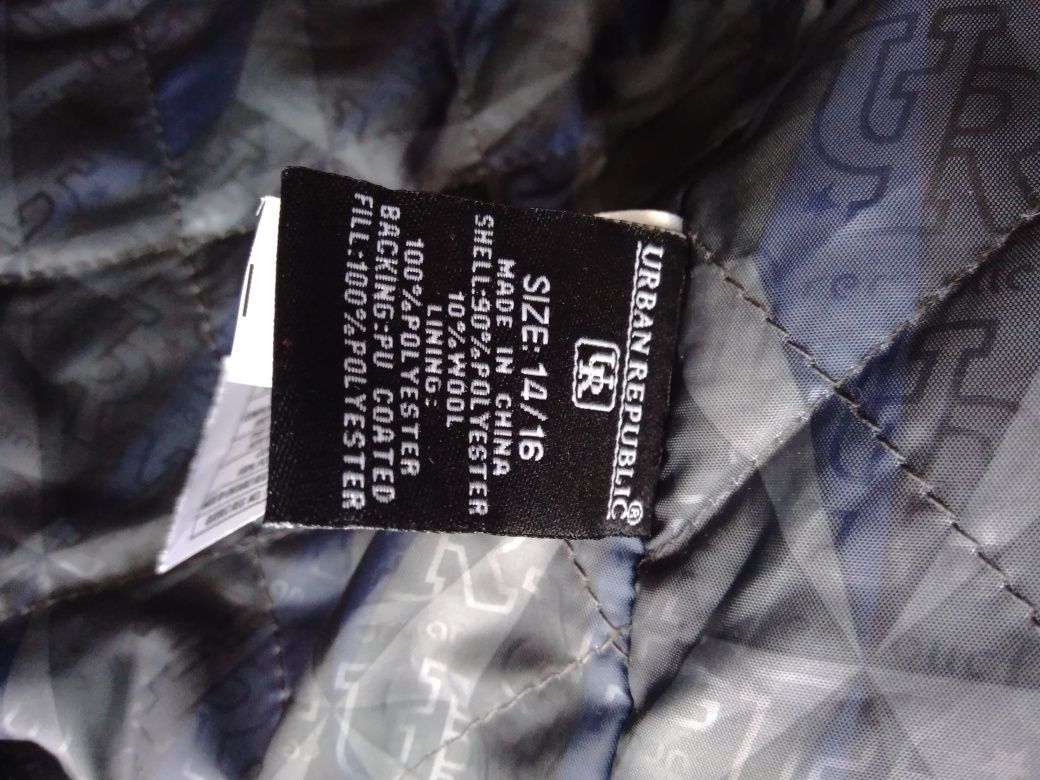 URBAN REPUBLIC®
UR
SIZE: 14/16
MADE IN CHINA
SHELL:90%POLYESTER
10%WOOL
LINING:
100%POLYESTER
BACKING:PU COATED
FILL:100%POLYESTER